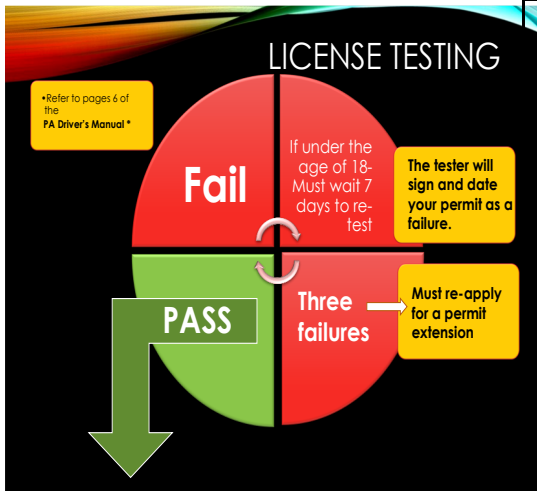 LICENSE TESTING
•Refer to pages 6 of
the
PA Driver's Manual *
Fail
If under the
age of 18-
Must wait 7
days to re-
test
The tester will
sign and date
your permit as a
failure.
PASS
Three
failures
Must re-apply
for a permit
extension